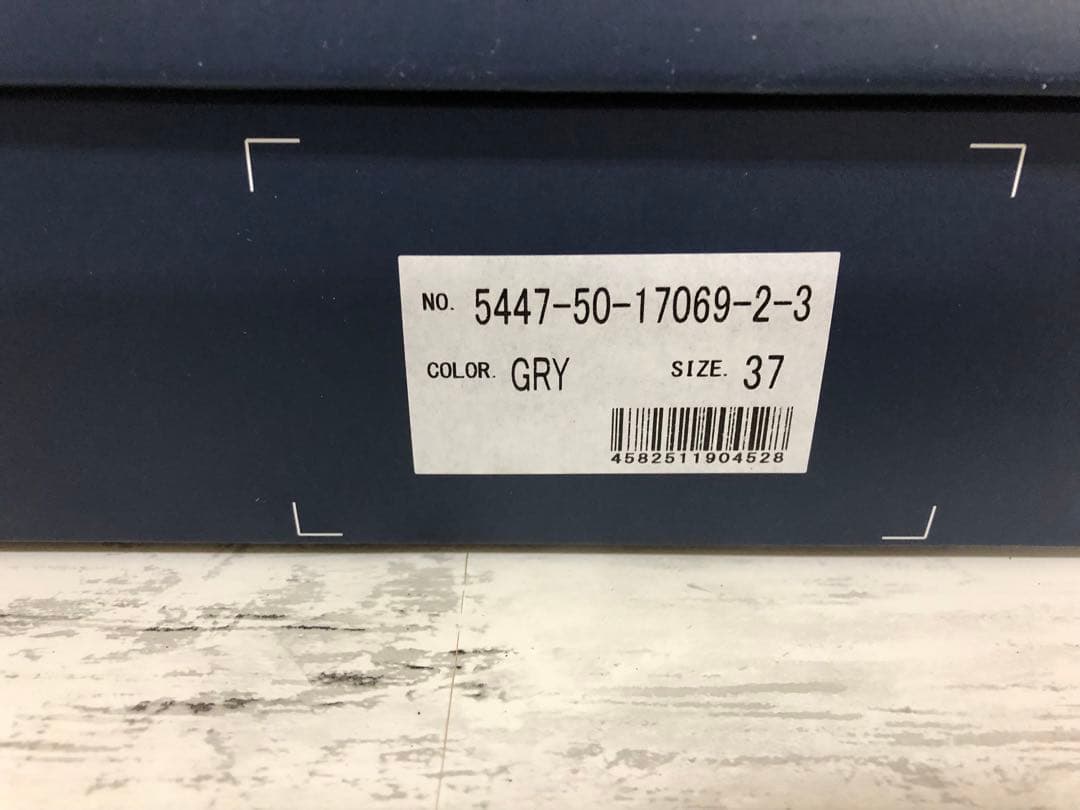 NO. 5447-50-17069-2-3
COLOR. GRY SIZE. 37
4582511904528